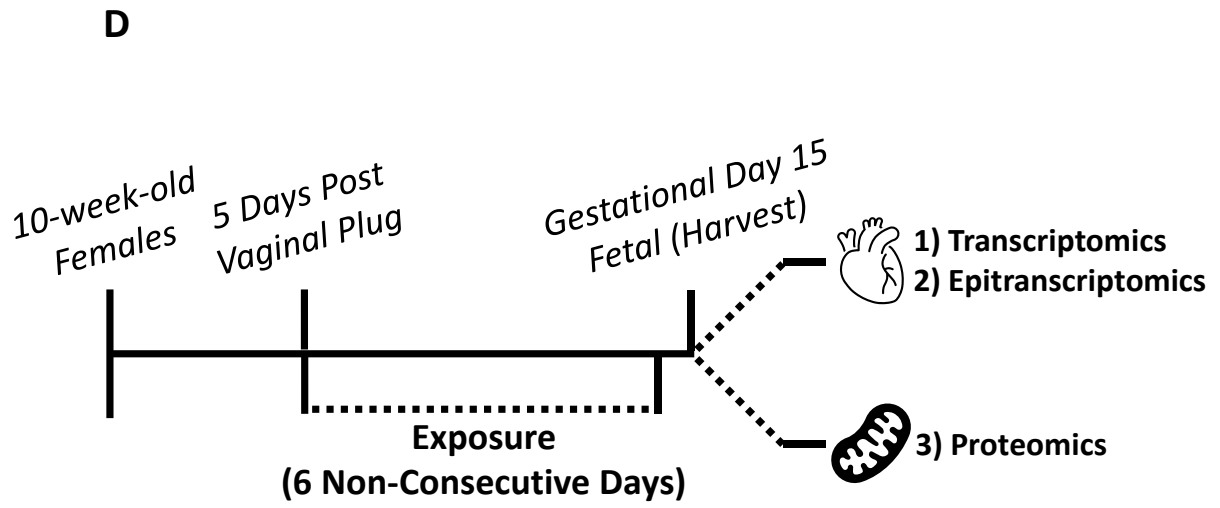 D
10-week-old
Females
5 Days Post
Vaginal Plug
Gestational Day 15
Fetal (Harvest)
1) Transcriptomics
2) Epitranscriptomics
Exposure
(6 Non-Consecutive Days)
3) Proteomics